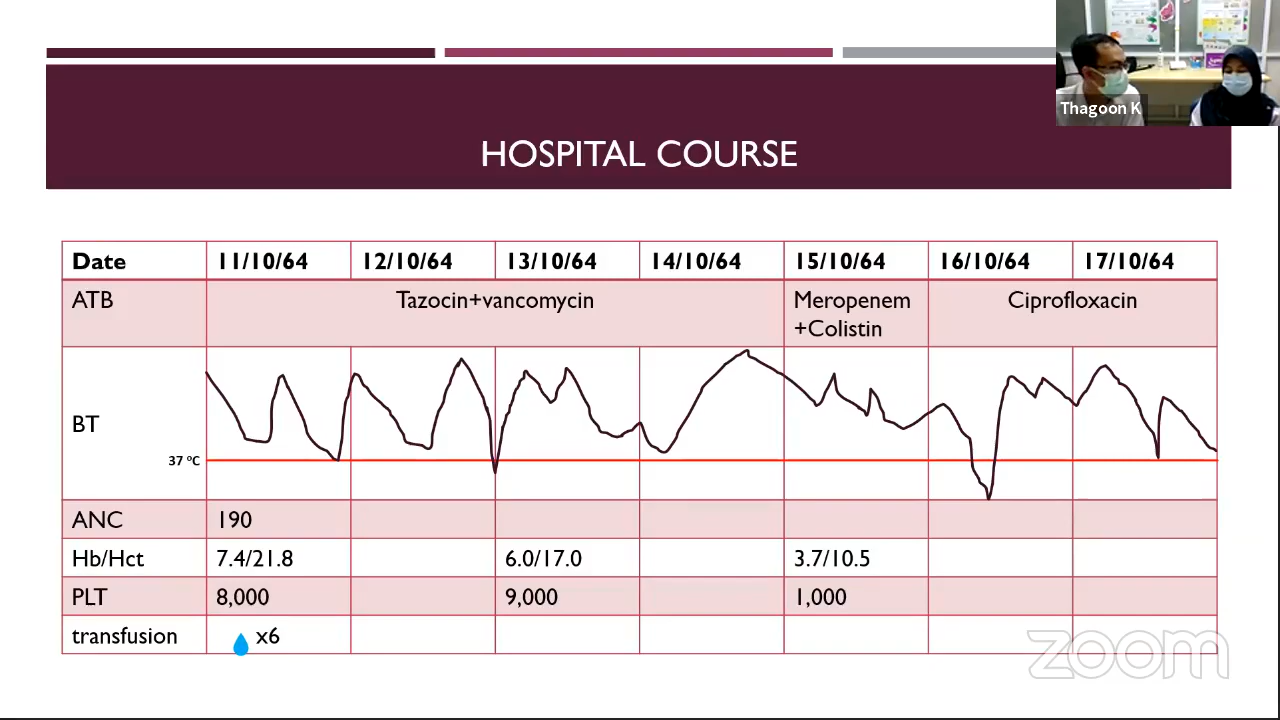 Thagoon K
HOSPITAL COURSE
Date 11/10/64 12/10/64 13/10/64 14/10/64 15/10/64 16/10/64 17/10/64
ATB Tazocin+vancomycin Meropenem +Colistin Ciprofloxacin
BT
37 °C
ANC 190
Hb/Hct 7.4/21.8 6.0/17.0 3.7/10.5
PLT 8,000 9,000 1,000
transfusion x6
zoom